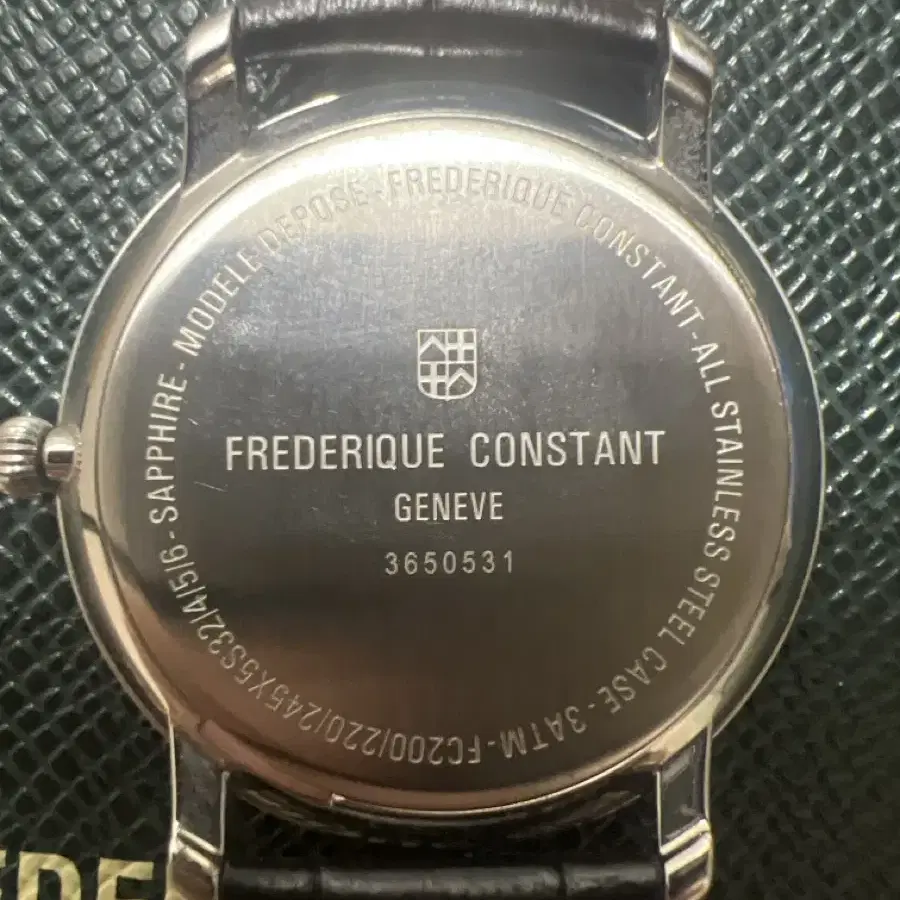 FREDERIQUE CONSTANT-ALL STAINLESS STEEL CASE-3ATM-FC200/220/245X5S32/4/5/6-SAPPHIRE-MODELE DEPOSE-
FREDERIQUE CONSTANT
GENEVE
3650531